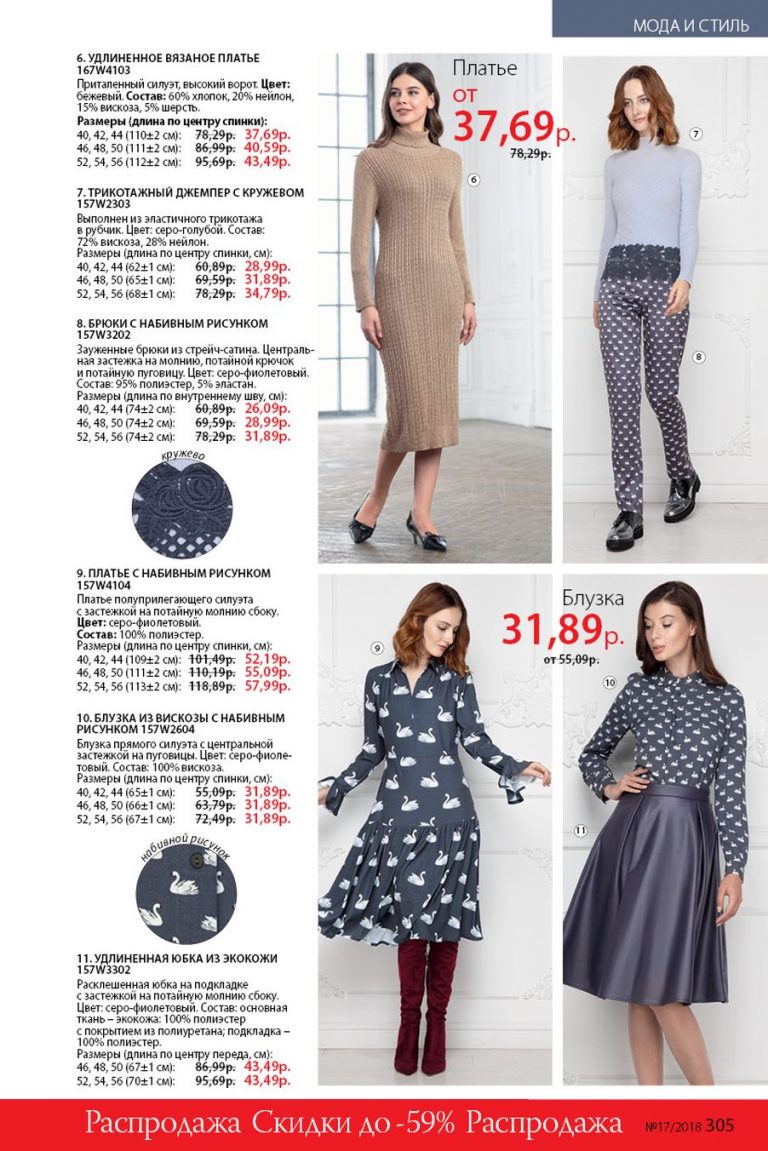 МОДА И СТИЛЬ
6. УДЛИНЕННОЕ ВЯЗАНОЕ ПЛАТЬЕ
167W4103
Приталенный силуэт, высокий ворот. Цвет:
бежевый. Состав: 60% хлопок, 20% нейлон,
15% вискоза, 5% шерсть.
Размеры (длина по центру спинки):
40, 42, 44 (110±2 см): 78,29р. 37,69р.
46, 48, 50 (111±2 см): 86,99р. 40,59р.
52, 54, 56 (112±2 см): 95,69р. 43,49р.
7. ТРИКОТАЖНЫЙ ДЖЕМПЕР С КРУЖЕВОМ
157W2303
Выполнен из эластичного трикотажа
в рубчик. Цвет: серо-голубой. Состав:
72% вискоза, 28% нейлон.
Размеры (длина по центру спинки, см):
40, 42, 44 (62±1 см): 60,89р. 28,99р.
46, 48, 50 (65±1 см): 69,59р. 31,89р.
52, 54, 56 (68±1 см): 78,29р. 34,79р.
8. БРЮКИ С НАБИВНЫМ РИСУНКОМ
157W3202
Зауженные брюки из стрейч-сатина. Централь-
ная застежка на молнию, потайной крючок
и потайную пуговицу. Цвет: серо-фиолетовый.
Состав: 95% полиэстер, 5% эластан.
Размеры (длина по внутреннему шву, см):
40, 42, 44 (74±2 см): 60,89р. 26,09р.
46, 48, 50 (74±2 см): 69,59р. 28,99р.
52, 54, 56 (74±2 см): 78,29р. 31,89р.
кружево
Платье
от
37,69р.
78,29р.
6
7
8
9. ПЛАТЬЕ С НАБИВНЫМ РИСУНКОМ
157W4104
Платье полуприлегающего силуэта
с застежкой на потайную молнию сбоку.
Цвет: серо-фиолетовый.
Состав: 100% полиэстер.
Размеры (длина по центру спинки, см):
40, 42, 44 (109±2 см): 101,49р. 52,19р.
46, 48, 50 (111±2 см): 110,19р. 55,09р.
52, 54, 56 (113±2 см): 118,89р. 57,99р.
10. БЛУЗКА ИЗ ВИСКОЗЫ С НАБИВНЫМ
РИСУНКОМ 157W2604
Блузка прямого силуэта с центральной
застежкой на пуговицы. Цвет: серо-фиоле-
товый. Состав: 100% вискоза.
Размеры (длина по центру спинки, см):
40, 42, 44 (65±1 см): 55,09р. 31,89р.
46, 48, 50 (66±1 см): 63,79р. 31,89р.
52, 54, 56 (67±1 см): 72,49р. 31,89р.
набивной рисунок
11. УДЛИНЕННАЯ ЮБКА ИЗ ЭКОКОЖИ
157W3302
Расклешенная юбка на подкладке
с застежкой на потайную молнию сбоку.
Цвет: серо-фиолетовый. Состав: основная
ткань – экокожа: 100% полиэстер
с покрытием из полиуретана; подкладка –
100% полиэстер.
Размеры (длина по центру переда, см):
46, 48, 50 (67±1 см): 86,99р. 43,49р.
52, 54, 56 (70±1 см): 95,69р. 43,49р.
9
Блузка
31,89р.
от 55,09р.
10
11
Распродажа Скидки до -59% Распродажа
№17/2018 305